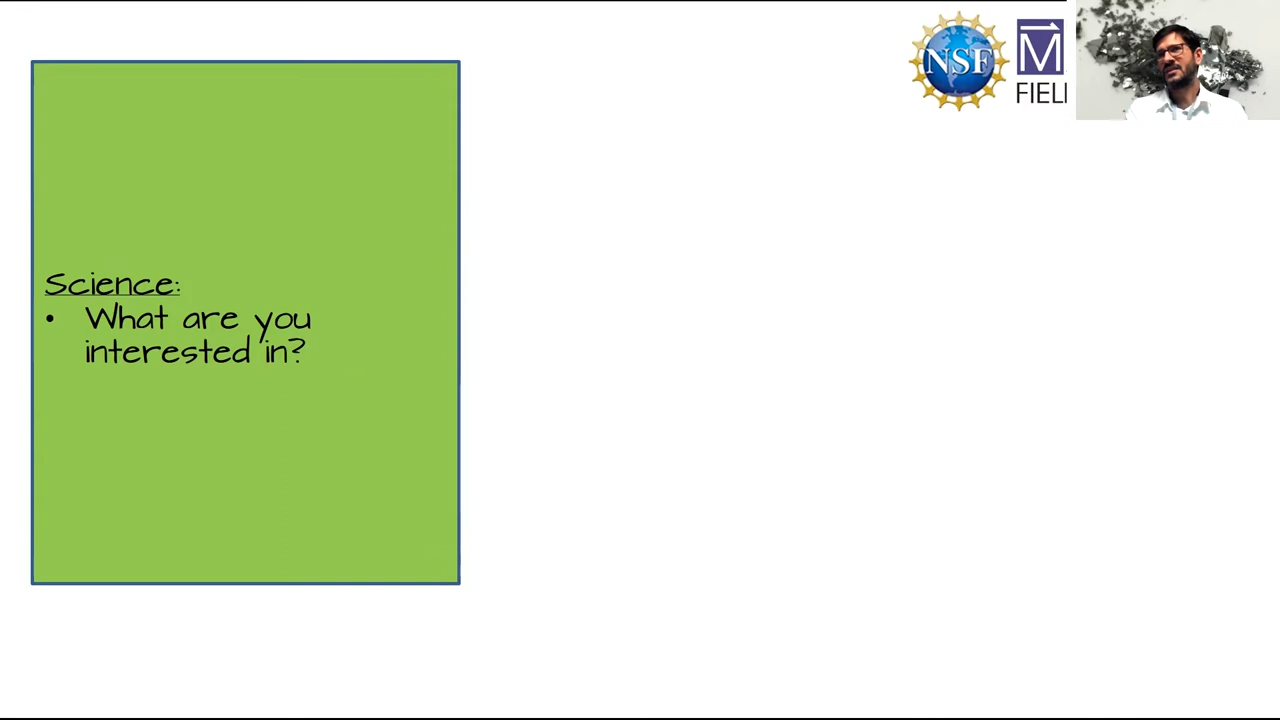 NSF
M
FIEL
Science:
• What are you
interested in?